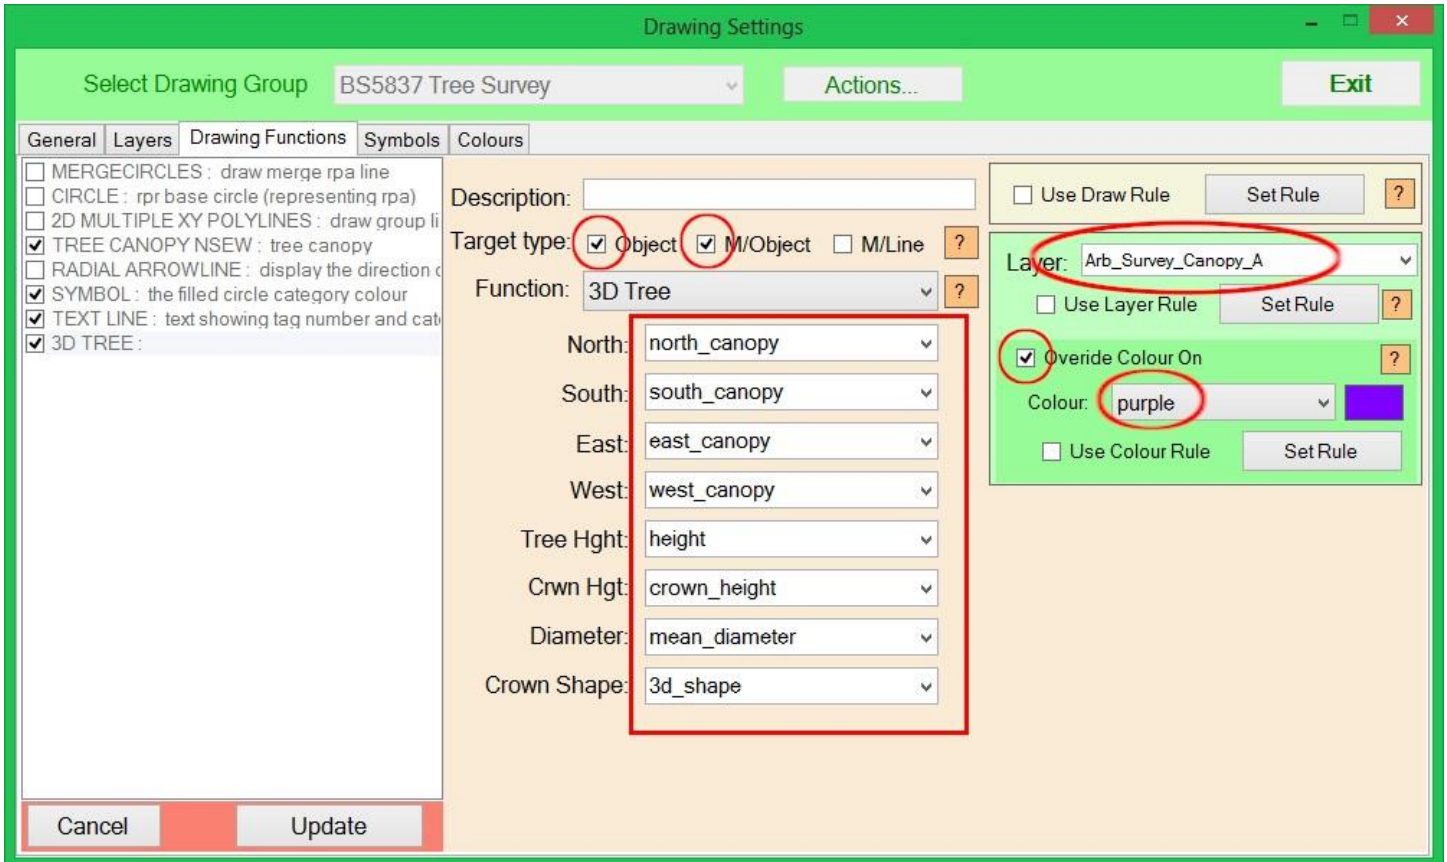 Drawing Settings
Select Drawing Group BS5837 Tree Survey Actions... Exit
General Layers Drawing Functions Symbols Colours
MERGECIRCLES : draw merge rpa line
CIRCLE : rpr base circle (representing rpa)
2D MULTIPLE XY POLYLINES : draw group li
TREE CANOPY NSEW : tree canopy
RADIAL ARROWLINE : display the direction
SYMBOL : the filled circle category colour
TEXT LINE : text showing tag number and cat
3D TREE :
Cancel Update
Description:
Target type: Object M/Object M/Line ?
Function: 3D Tree ?
North: north_canopy
South: south_canopy
East: east_canopy
West: west_canopy
Tree Hght: height
Crwn Hgt: crown_height
Diameter: mean_diameter
Crown Shape: 3d_shape
Use Draw Rule Set Rule ?
Layer: Arb_Survey_Canopy_A
Use Layer Rule Set Rule ?
Overide Colour On ?
Colour: purple
Use Colour Rule Set Rule